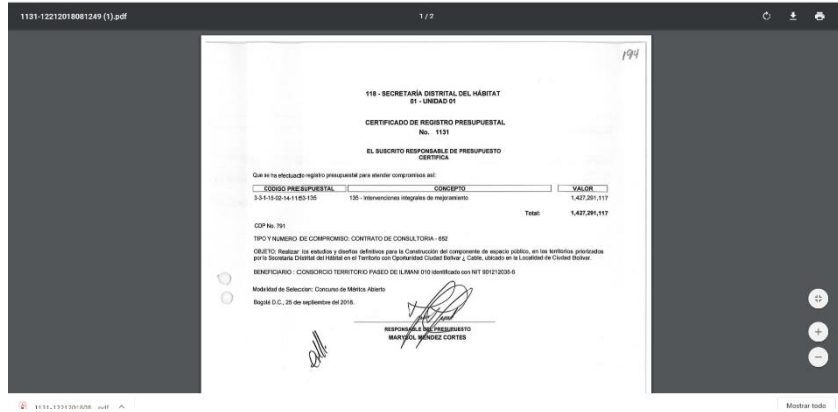 1131-12212018081249 (1).pdf
1 / 2
194
118 - SECRETARÍA DISTRITAL DEL HÁBITAT
01 - UNIDAD 01
CERTIFICADO DE REGISTRO PRESUPUESTAL
No. 1131
EL SUSCRITO RESPONSABLE DE PRESUPUESTO
CERTIFICA
Que se ha efectuado registro presupuestal para atender compromisos así:
CODIGO PRESUPUESTAL CONCEPTO VALOR
3-3-1-15-02-14-1153-135 135 - Intervenciones integrales de mejoramiento 1,427,291,117
Total: 1,427,291,117
CDP No. 791
TIPO Y NUMERO DE COMPROMISO: CONTRATO DE CONSULTORIA - 652
OBJETO: Realizar los estudios y diseños definitivos para la Construcción del componente de espacio público, en los territorios priorizados
por la Secretaría Distrital del Hábitat en el Territorio con Oportunidad Ciudad Bolívar ¿ Cable, ubicado en la Localidad de Ciudad Bolívar.
BENEFICIARIO : CONSORCIO TERRITORIO PASEO DE ILIMANI 010 identificado con NIT 901212038-6
Modalidad de Selección: Concurso de Méritos Abierto
Bogotá D.C., 25 de septiembre del 2018.
RESPONSABLE DEL PRESUPUESTO
MARYSOL MENDEZ CORTES
1131-1221201808....pdf
Mostrar todo